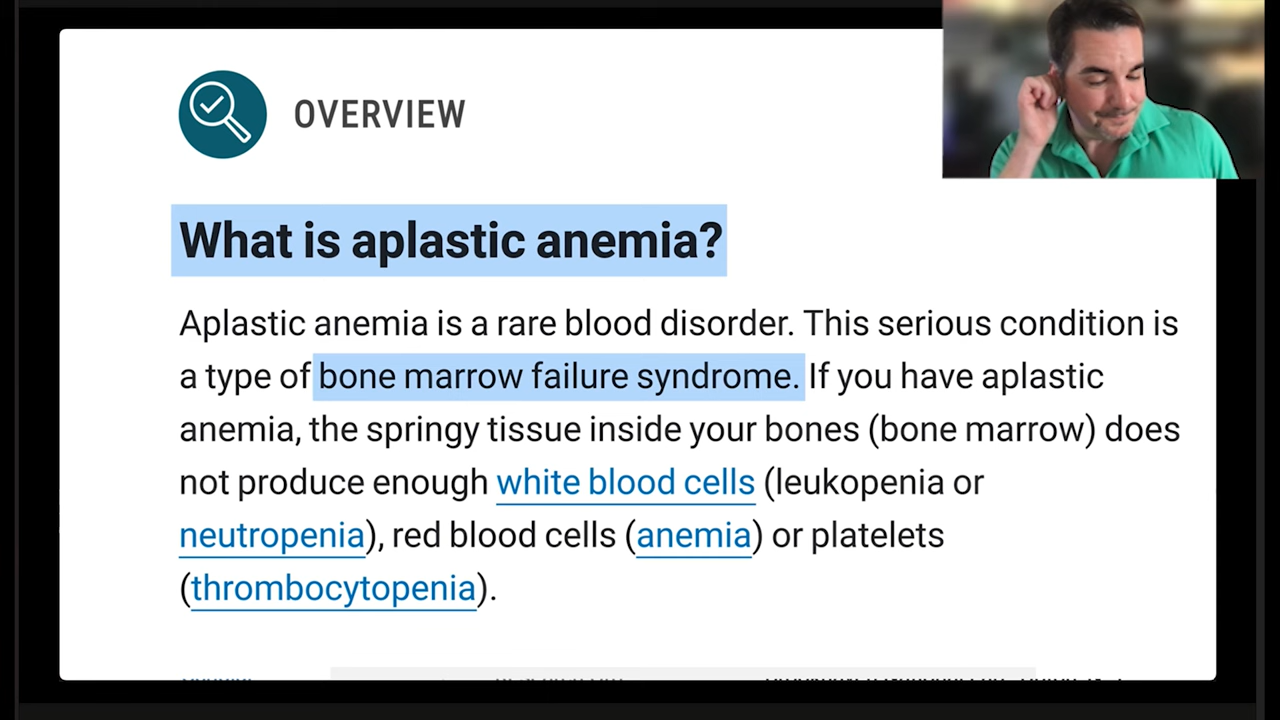 OVERVIEW
What is aplastic anemia?
Aplastic anemia is a rare blood disorder. This serious condition is
a type of bone marrow failure syndrome. If you have aplastic
anemia, the springy tissue inside your bones (bone marrow) does
not produce enough white blood cells (leukopenia or
neutropenia), red blood cells (anemia) or platelets
(thrombocytopenia).